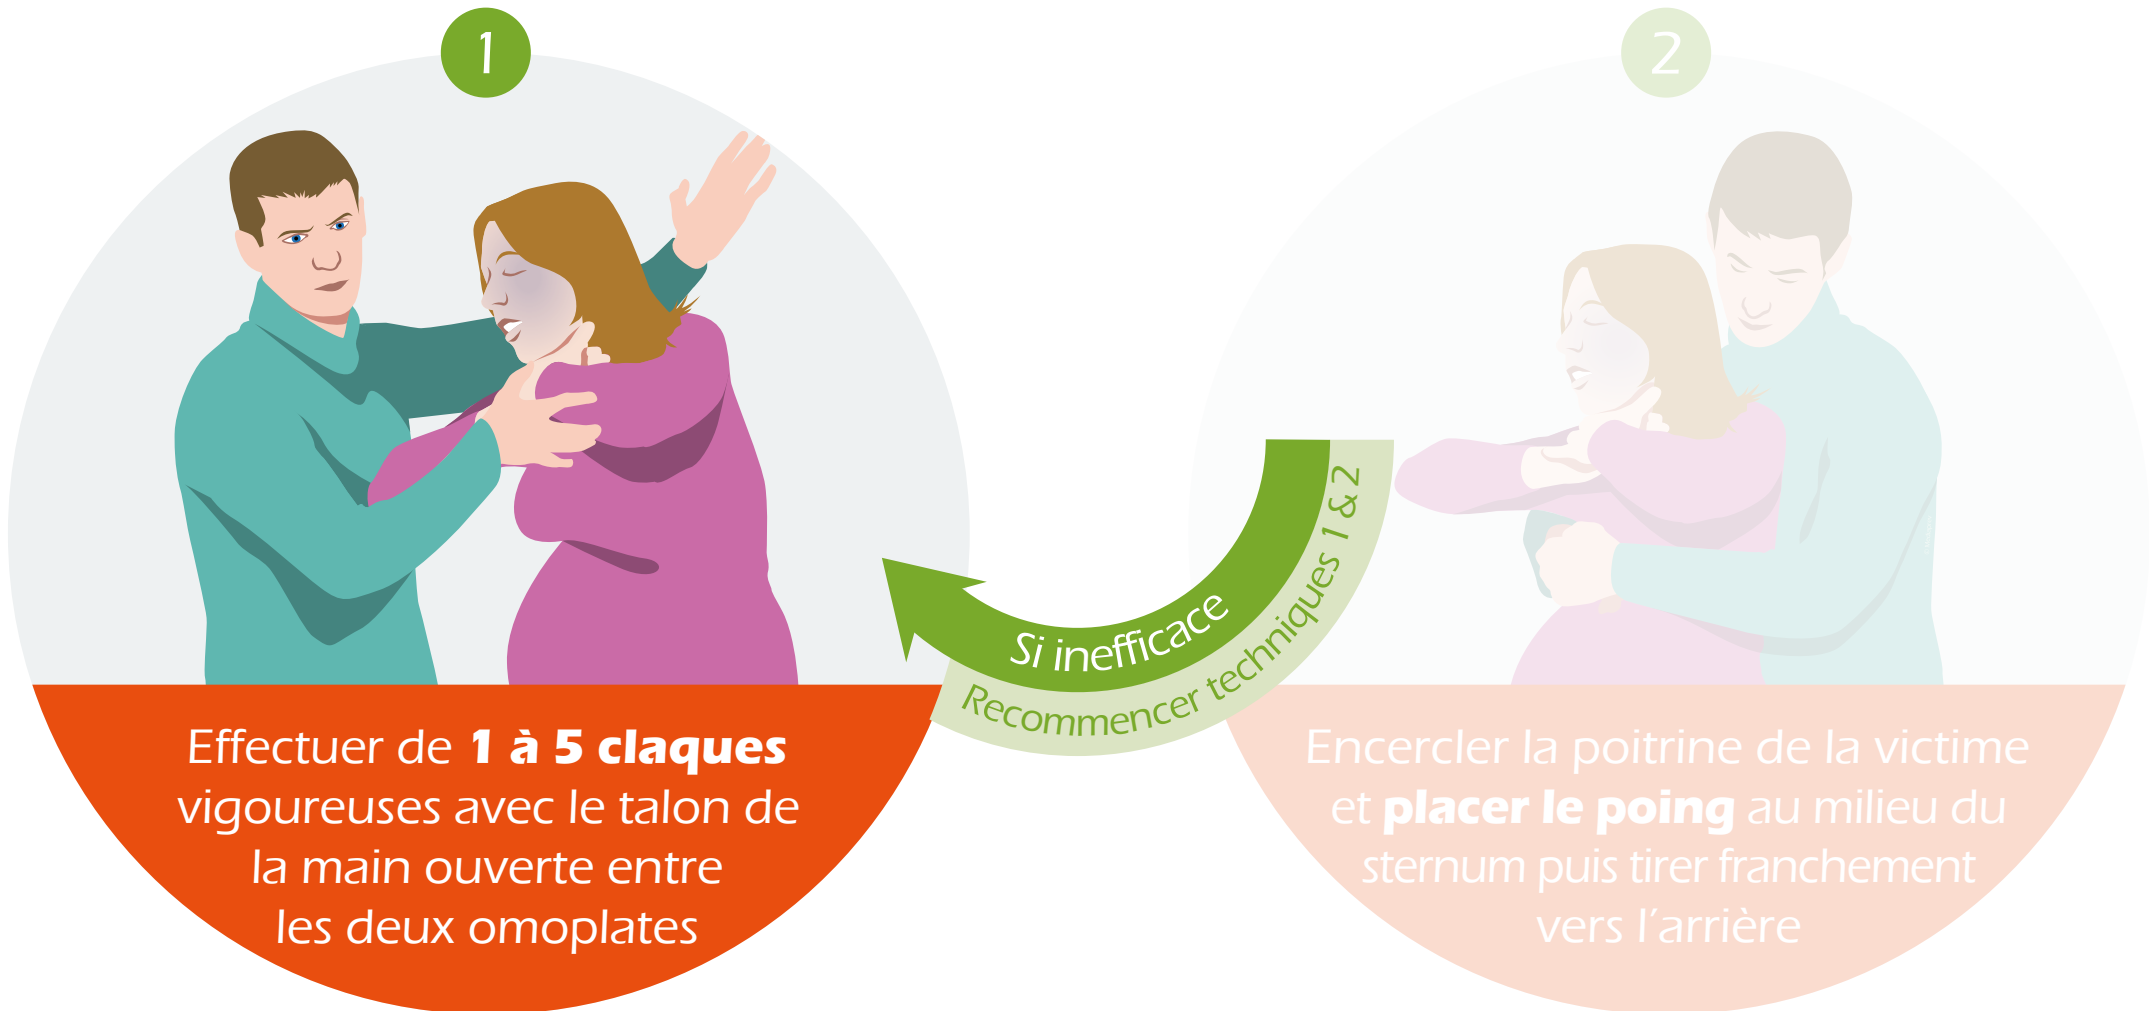 1
Effectuer de 1 à 5 claques
vigoureuses avec le talon de
la main ouverte entre
les deux omoplates
Si inefficace
Recommencer techniques 1 & 2
2
Encercler la poitrine de la victime
et placer le poing au milieu du
sternum puis tirer franchement
vers l'arrière